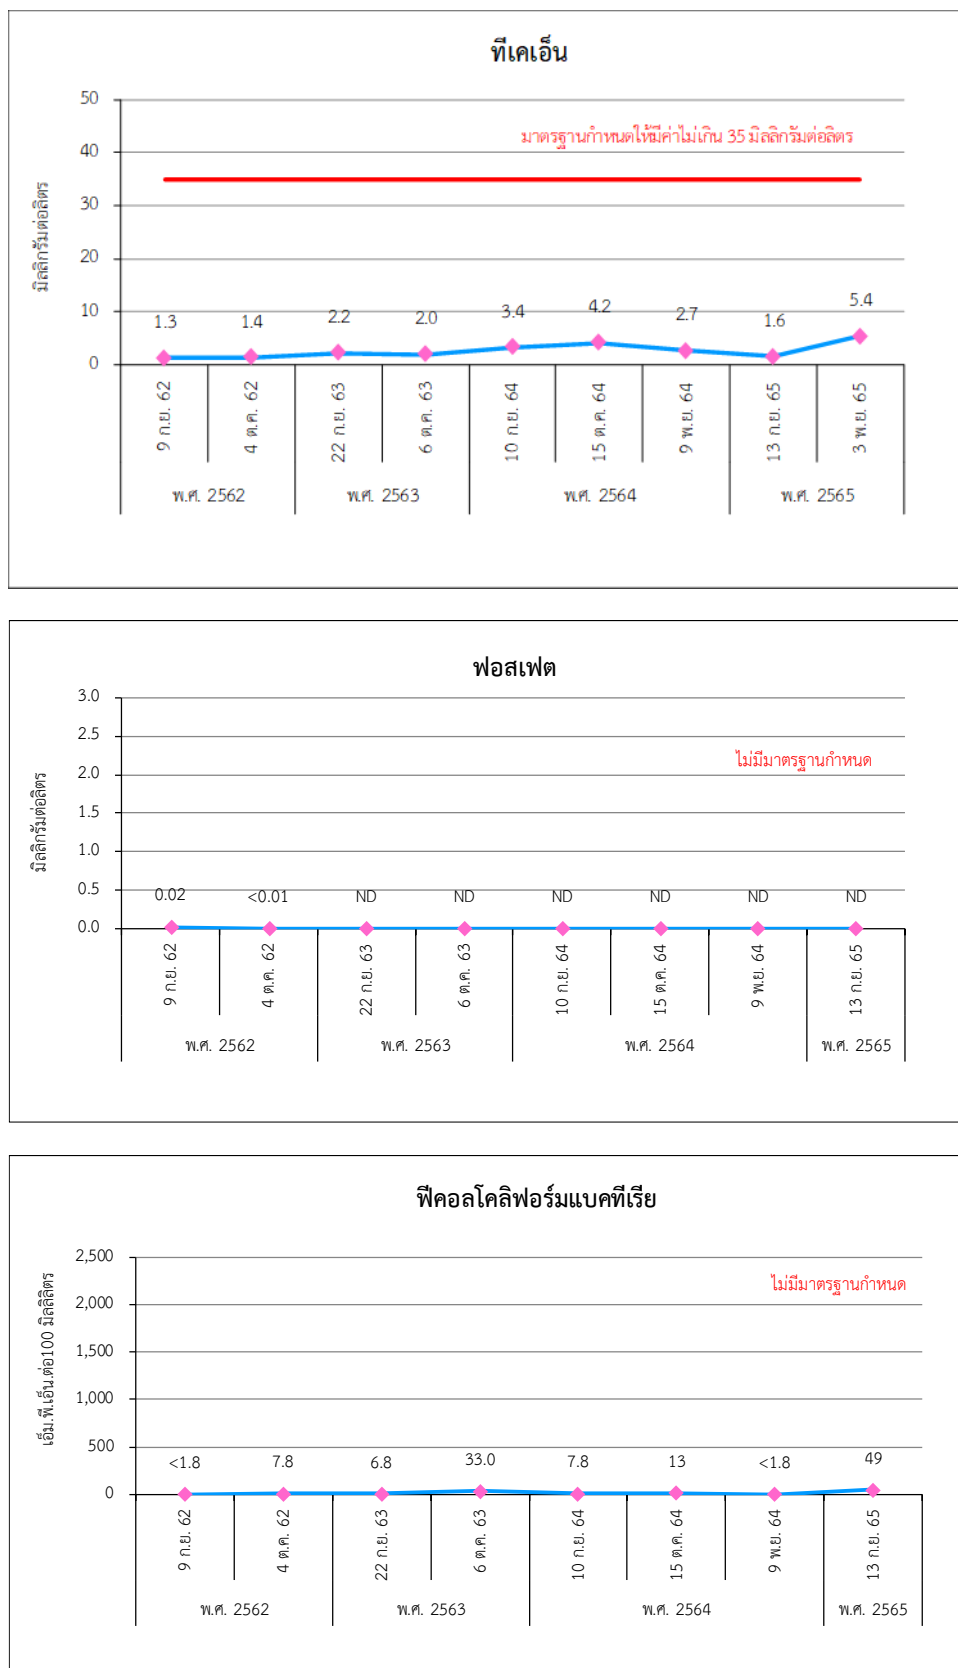 ทีเคเอ็น
50
มาตรฐานกำหนดให้มีค่าไม่เกิน 35 มิลลิกรัมต่อลิตร
40
30
20
10
0
มิลลิกรัมต่อลิตร
1.3 1.4 2.2 2.0 3.4 4.2 2.7 1.6 5.4
9 ก.ย. 62 4 ต.ค. 62 22 ก.ย. 63 6 ต.ค. 63 10 ก.ย. 64 15 ต.ค. 64 9 พ.ย. 64 13 ก.ย. 65 3 พ.ย. 65
พ.ศ. 2562 พ.ศ. 2563 พ.ศ. 2564 พ.ศ. 2565
ฟอสเฟต
3.0
2.5
ไม่มีมาตรฐานกำหนด
2.0
1.5
1.0
0.5
0.0
มิลลิกรัมต่อลิตร
0.02 <0.01 ND ND ND ND ND ND
9 ก.ย. 62 4 ต.ค. 62 22 ก.ย. 63 6 ต.ค. 63 10 ก.ย. 64 15 ต.ค. 64 9 พ.ย. 64 13 ก.ย. 65
พ.ศ. 2562 พ.ศ. 2563 พ.ศ. 2564 พ.ศ. 2565
ฟีคอลโคลิฟอร์มแบคทีเรีย
2,500
ไม่มีมาตรฐานกำหนด
2,000
1,500
1,000
500
0
เอ็ม.พี.เอ็น.ต่อ100 มิลลิลิตร
<1.8 7.8 6.8 33.0 7.8 13 <1.8 49
9 ก.ย. 62 4 ต.ค. 62 22 ก.ย. 63 6 ต.ค. 63 10 ก.ย. 64 15 ต.ค. 64 9 พ.ย. 64 13 ก.ย. 65
พ.ศ. 2562 พ.ศ. 2563 พ.ศ. 2564 พ.ศ. 2565